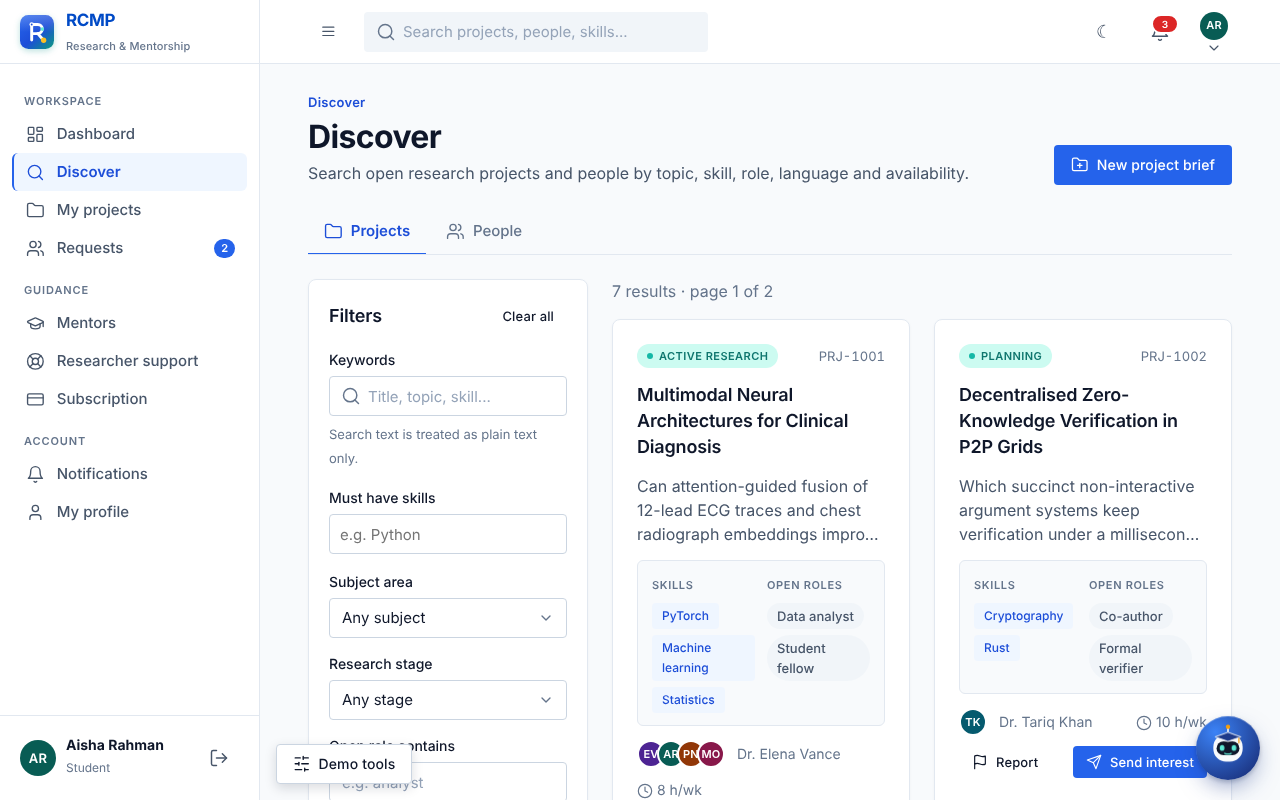 RCMP
Research & Mentorship
Search projects, people, skills...
3
AR
WORKSPACE
Dashboard
Discover
My projects
Requests
2
GUIDANCE
Mentors
Researcher support
Subscription
ACCOUNT
Notifications
My profile
AR
Aisha Rahman
Student
Discover
Discover
Search open research projects and people by topic, skill, role, language and availability.
New project brief
Projects
People
Filters
Clear all
Keywords
Title, topic, skill...
Search text is treated as plain text
only.
Must have skills
e.g. Python
Subject area
Any subject
Research stage
Any stage
Open role contains
e.g. analyst
Demo tools
7 results · page 1 of 2
ACTIVE RESEARCH
PRJ-1001
Multimodal Neural
Architectures for Clinical
Diagnosis
Can attention-guided fusion of
12-lead ECG traces and chest
radiograph embeddings impro...
SKILLS
OPEN ROLES
PyTorch
Data analyst
Machine
learning
Student
fellow
Statistics
EV
AR
PN
MO
Dr. Elena Vance
8 h/wk
PLANNING
PRJ-1002
Decentralised Zero-
Knowledge Verification in
P2P Grids
Which succinct non-interactive
argument systems keep
verification under a millisecon...
SKILLS
OPEN ROLES
Cryptography
Co-author
Rust
Formal
verifier
TK
Dr. Tariq Khan
10 h/wk
Report
Send interest